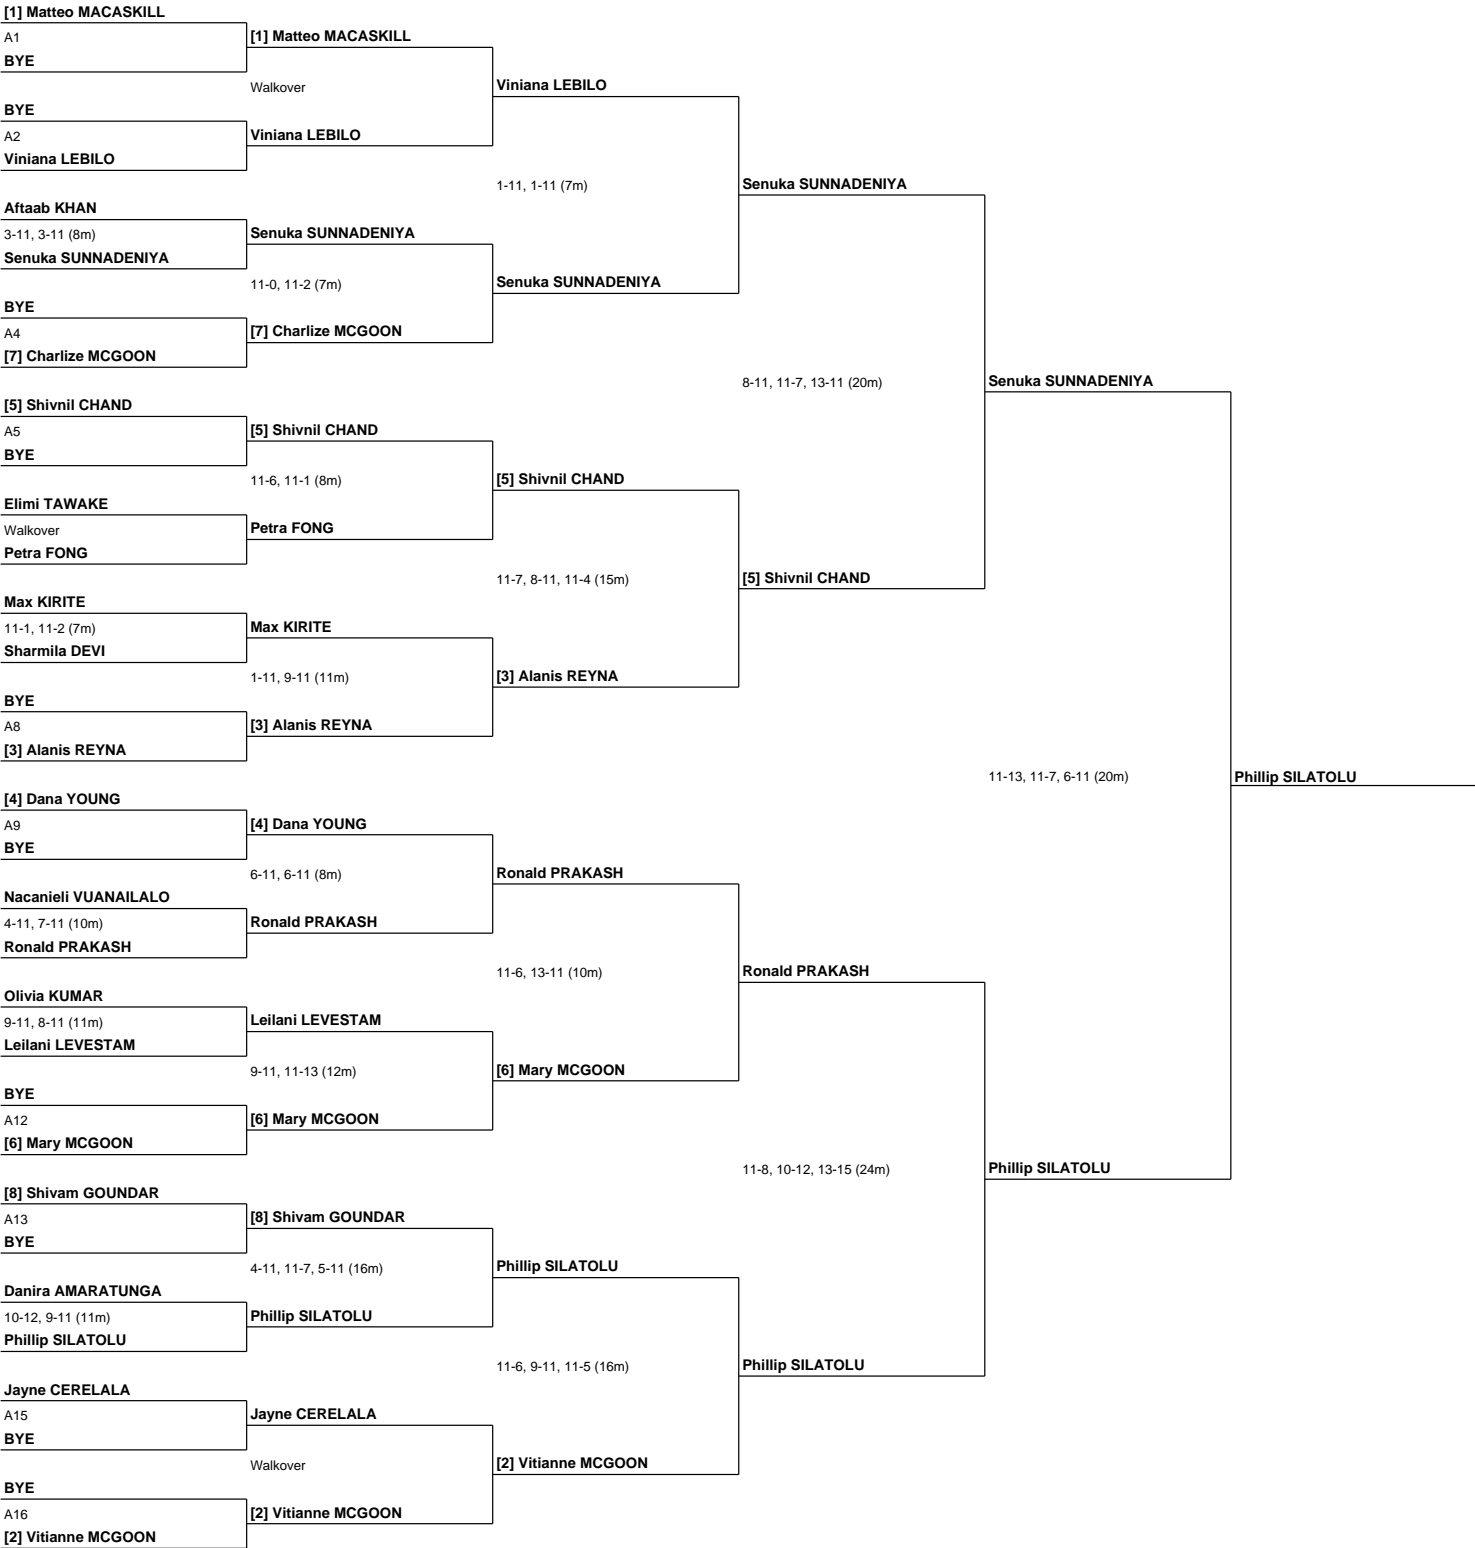 [1] Matteo MACASKILL
A1
BYE
BYE
A2
Viniana LEBILO
Aftaab KHAN
3-11, 3-11 (8m)
Senuka SUNNADENIYA
BYE
A4
[7] Charlize MCGOON
[5] Shivnil CHAND
A5
BYE
Elimi TAWAKE
Walkover
Petra FONG
Max KIRITE
11-1, 11-2 (7m)
Sharmila DEVI
BYE
A8
[3] Alanis REYNA
[4] Dana YOUNG
A9
BYE
Nacanieli VUANAILALO
4-11, 7-11 (10m)
Ronald PRAKASH
Olivia KUMAR
9-11, 8-11 (11m)
Leilani LEVESTAM
BYE
A12
[6] Mary MCGOON
[8] Shivam GOUNDAR
A13
BYE
Danira AMARATUNGA
10-12, 9-11 (11m)
Phillip SILATOLU
Jayne CERELALA
A15
BYE
BYE
A16
[2] Vitianne MCGOON
[1] Matteo MACASKILL
Walkover
Viniana LEBILO
Senuka SUNNADENIYA
11-0, 11-2 (7m)
[7] Charlize MCGOON
[5] Shivnil CHAND
11-6, 11-1 (8m)
Petra FONG
Max KIRITE
1-11, 9-11 (11m)
[3] Alanis REYNA
[4] Dana YOUNG
6-11, 6-11 (8m)
Ronald PRAKASH
Leilani LEVESTAM
9-11, 11-13 (12m)
[6] Mary MCGOON
[8] Shivam GOUNDAR
4-11, 11-7, 5-11 (16m)
Phillip SILATOLU
Jayne CERELALA
Walkover
[2] Vitianne MCGOON
Viniana LEBILO
1-11, 1-11 (7m)
Senuka SUNNADENIYA
[5] Shivnil CHAND
11-7, 8-11, 11-4 (15m)
[3] Alanis REYNA
Ronald PRAKASH
11-6, 13-11 (10m)
[6] Mary MCGOON
Phillip SILATOLU
11-6, 9-11, 11-5 (16m)
[2] Vitianne MCGOON
Senuka SUNNADENIYA
8-11, 11-7, 13-11 (20m)
[5] Shivnil CHAND
Ronald PRAKASH
11-8, 10-12, 13-15 (24m)
Phillip SILATOLU
Senuka SUNNADENIYA
11-13, 11-7, 6-11 (20m)
Phillip SILATOLU
Phillip SILATOLU